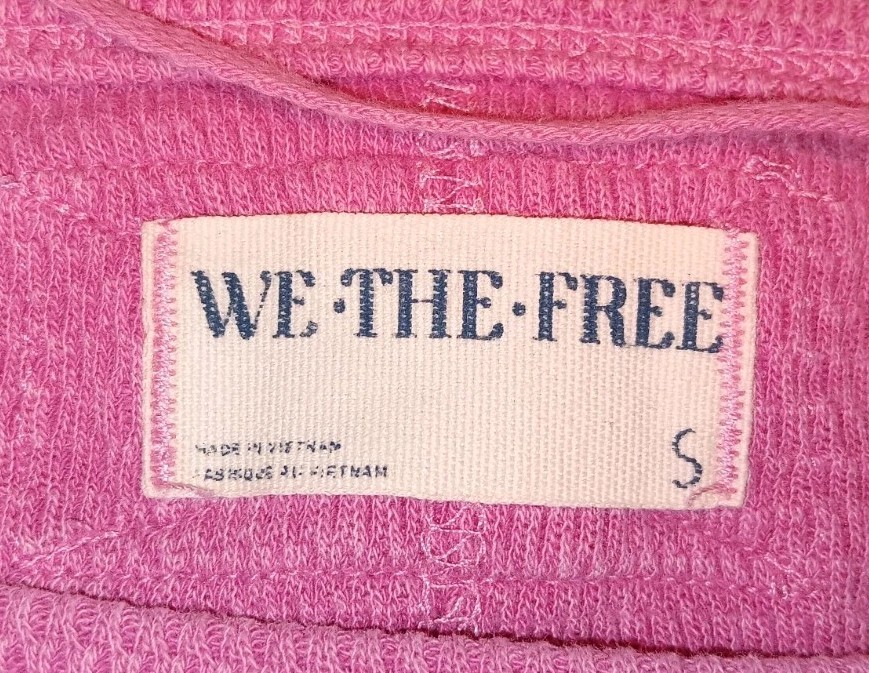 WE·THE·FREE
MADE IN VIETNAM
FABRIQUÉ AU VIETNAM
S